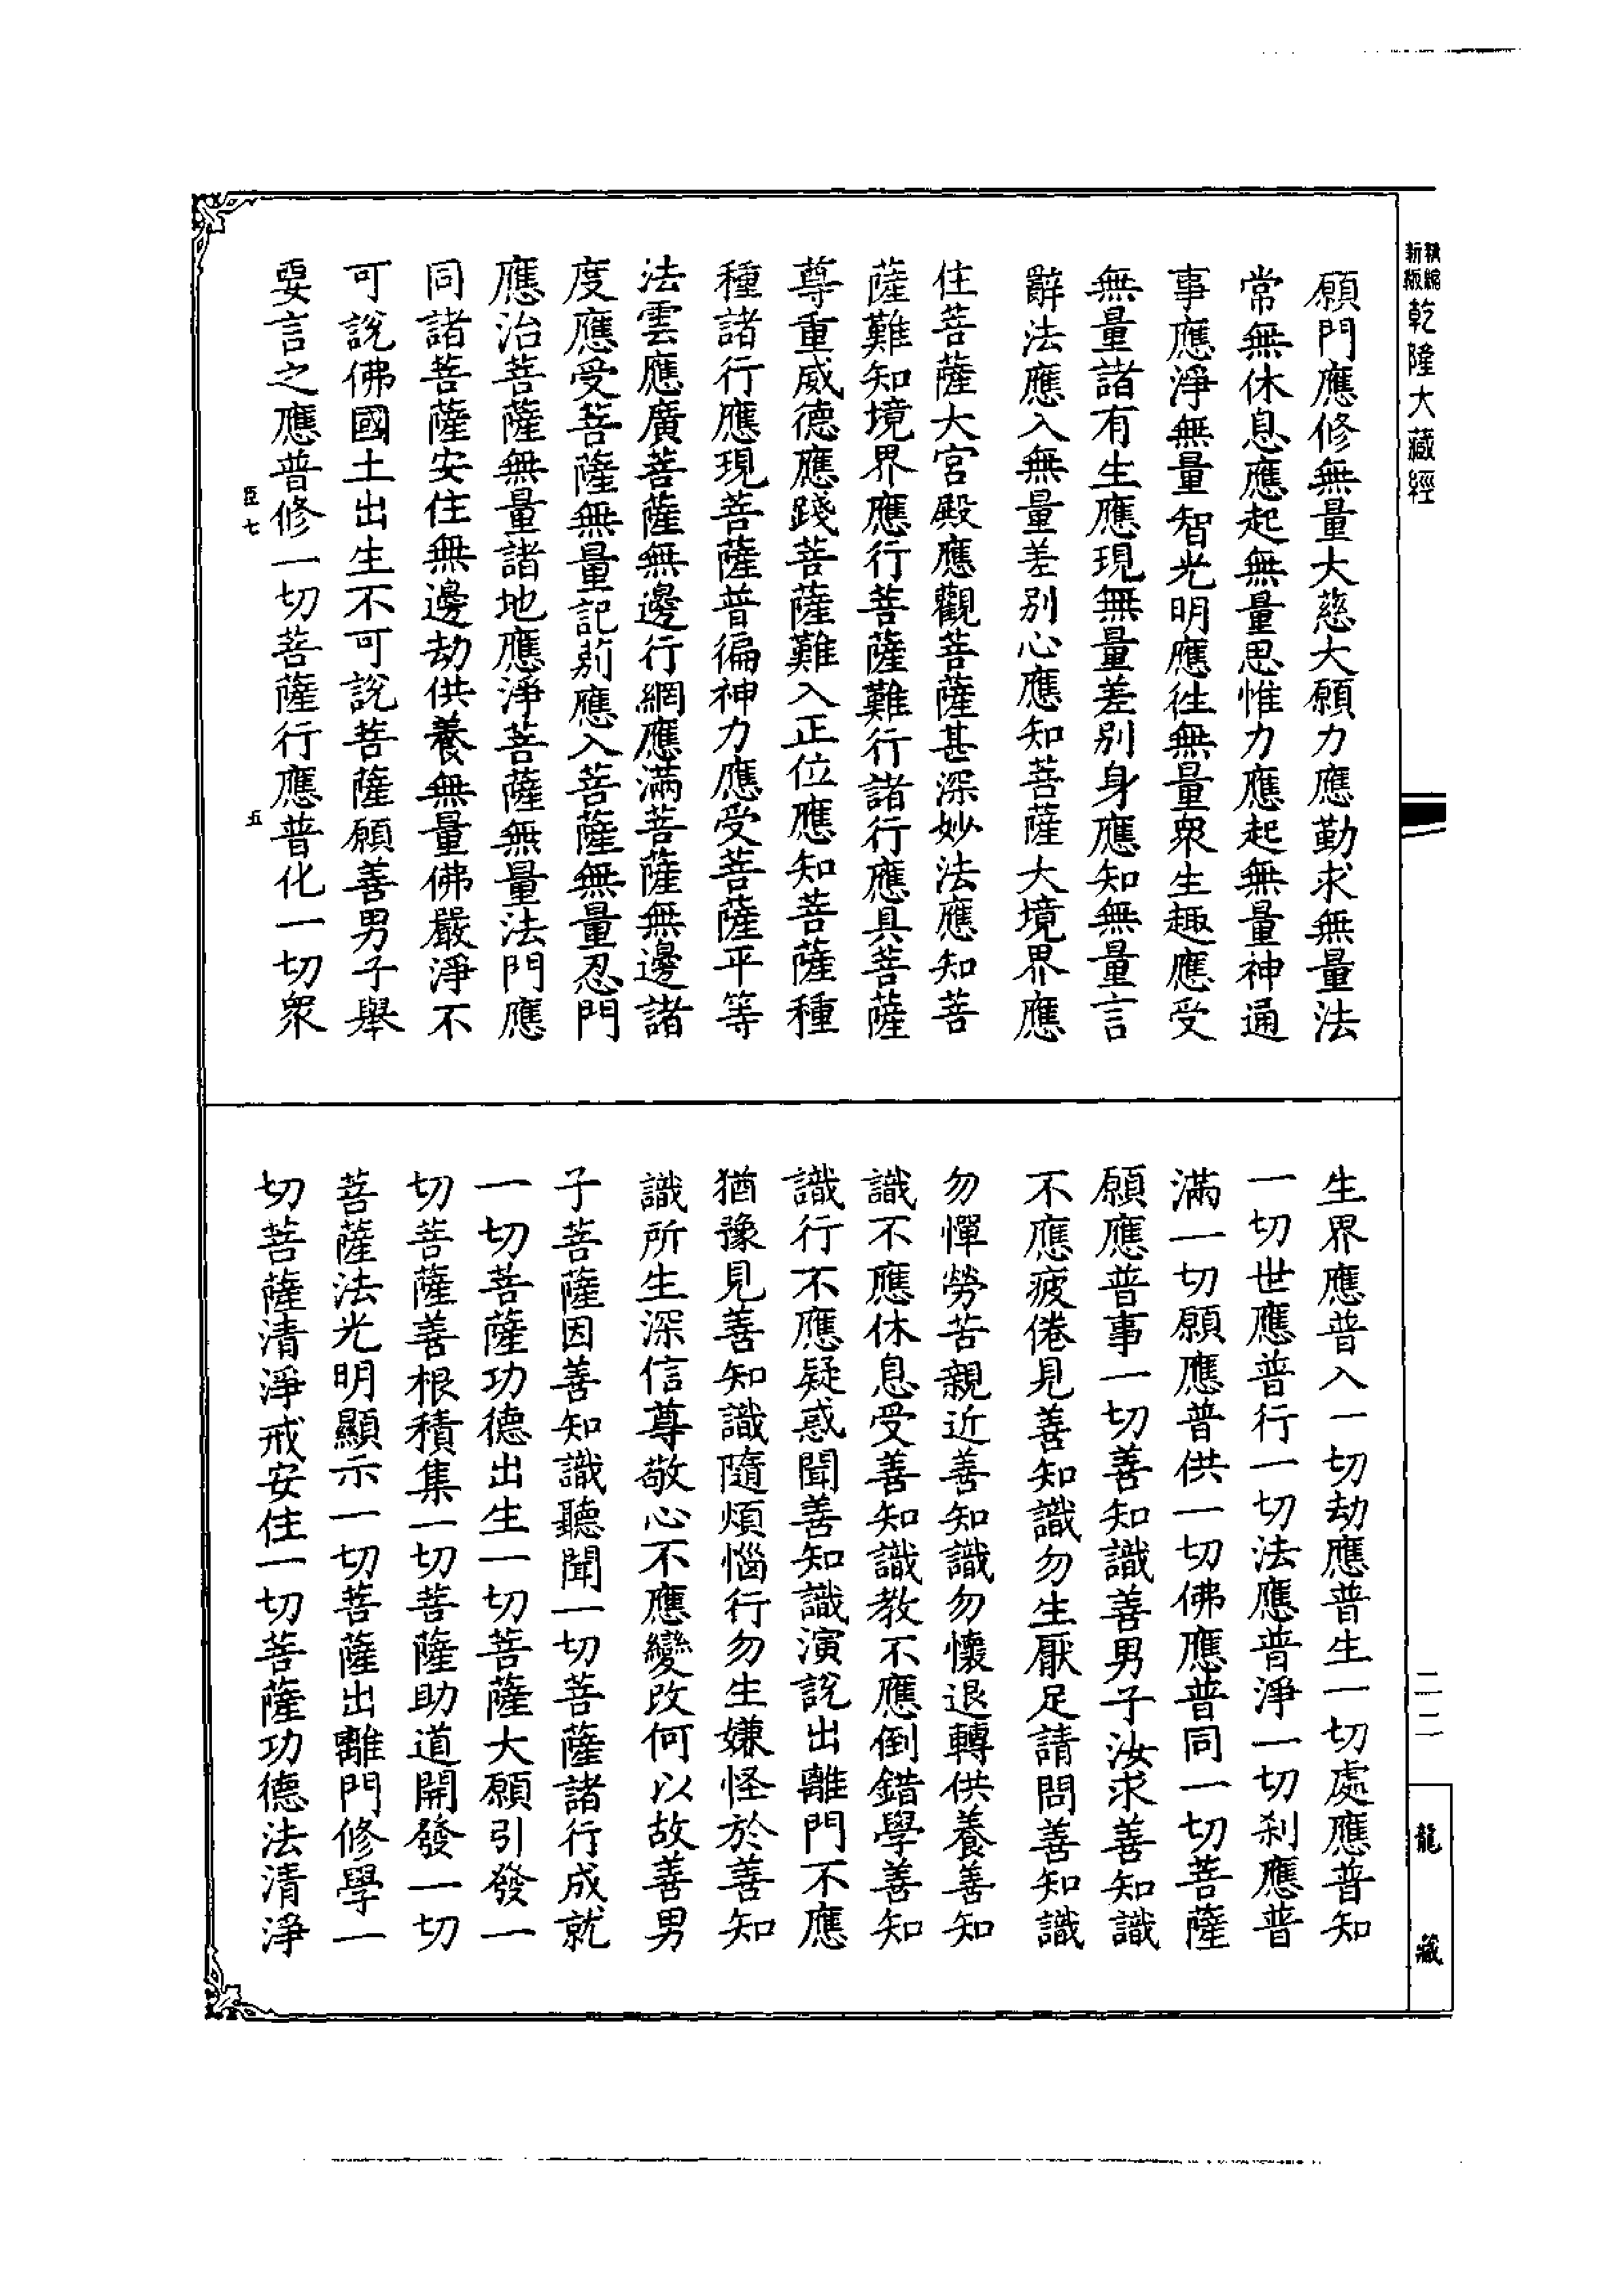 精縮
新版
乾隆大藏經
願門應修無量大慈大願力應勤求無量法
常無休息應起無量思惟力應起無量神通
事應淨無量智光明應往無量衆生趣應受
無量諸有生應現無量差別身應知無量言
辭法應入無量差別心應知菩薩大境界應
住菩薩大宮殿應觀菩薩甚深妙法應知菩
薩難知境界應行菩薩難行諸行應具菩薩
尊重威德應踐菩薩難入正位應知菩薩種
種諸行應現菩薩普徧神力應受菩薩平等
法雲應廣菩薩無邊行網應滿菩薩無邊諸
度應受菩薩無量記莂應入菩薩無量忍門
應治菩薩無量諸地應淨菩薩無量法門應
同諸菩薩安住無邊劫供養無量佛嚴淨不
可說佛國土出生不可說菩薩願善男子舉
要言之應普修一切菩薩行應普化一切衆
臣七
五
生界應普入一切劫應普生一切處應普知
一切世應普行一切法應普淨一切刹應普
滿一切願應普供一切佛應普同一切菩薩
願應普事一切善知識善男子汝求善知識
不應疲倦見善知識勿生厭足請問善知識
勿憚勞苦親近善知識勿懷退轉供養善知
識不應休息受善知識教不應倒錯學善知
識行不應疑惑聞善知識演說出離門不應
猶豫見善知識隨煩惱行勿生嫌怪於善知
識所生深信尊敬心不應變改何以故善男
子菩薩因善知識聽聞一切菩薩諸行成就
一切菩薩功德出生一切菩薩大願引發一
切菩薩善根積集一切菩薩助道開發一切
菩薩法光明顯示一切菩薩出離門修學一
切菩薩清淨戒安住一切菩薩功德法清淨
二二
龍藏